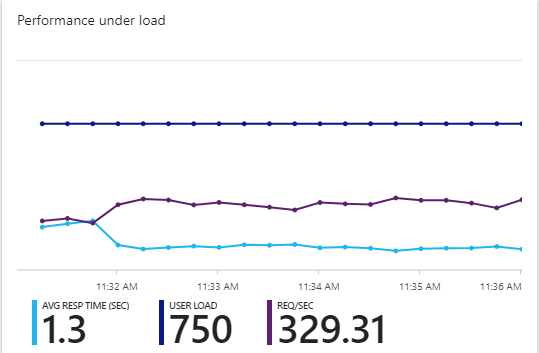 Performance under load
11:32 AM 11:33 AM 11:34 AM 11:35 AM 11:36 AM
AVG RESP TIME (SEC) USER LOAD REQ/SEC
1.3 750 329.31